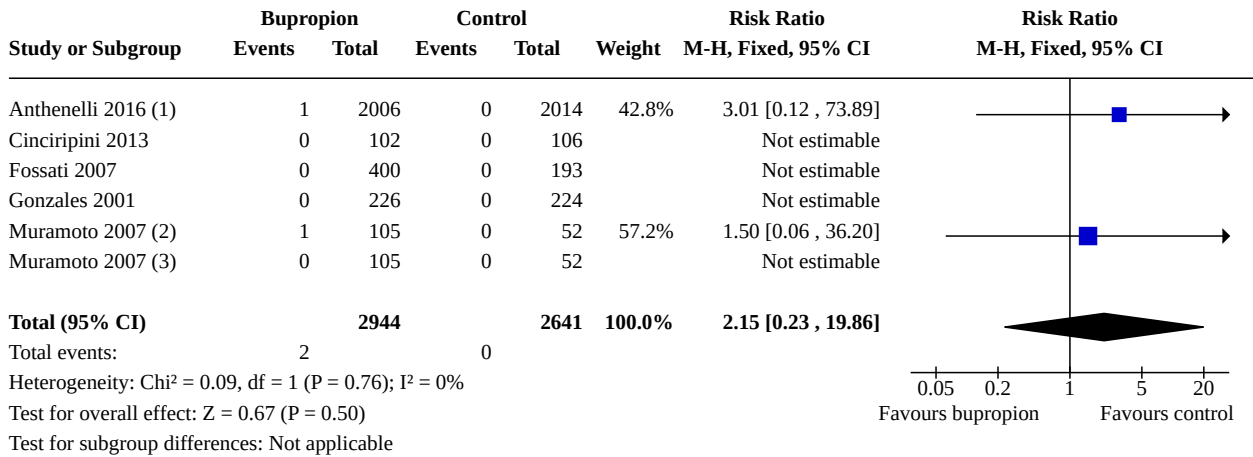 Bupropion Control Risk Ratio Risk Ratio
Study or Subgroup Events Total Events Total Weight M-H, Fixed, 95% CI M-H, Fixed, 95% CI
Anthenelli 2016 (1) 1 2006 0 2014 42.8% 3.01 [0.12 , 73.89]
Cinciripini 2013 0 102 0 106 Not estimable
Fossati 2007 0 400 0 193 Not estimable
Gonzales 2001 0 226 0 224 Not estimable
Muramoto 2007 (2) 1 105 0 52 57.2% 1.50 [0.06 , 36.20]
Muramoto 2007 (3) 0 105 0 52 Not estimable
Total (95% CI) 2944 2641 100.0% 2.15 [0.23 , 19.86]
Total events: 2 0
Heterogeneity: Chi² = 0.09, df = 1 (P = 0.76); I² = 0%
Test for overall effect: Z = 0.67 (P = 0.50)
Test for subgroup differences: Not applicable
0.05 0.2 1 5 20
Favours bupropion Favours control